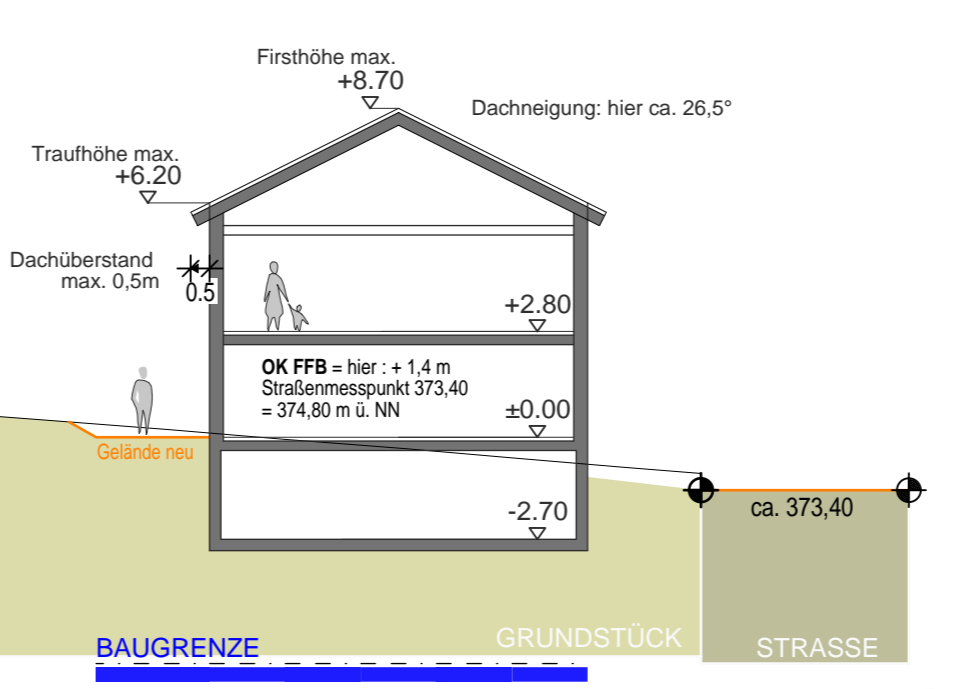 Firsthöhe max.
+8.70
Dachneigung: hier ca. 26,5°
Traufhöhe max.
+6.20
Dachüberstand
max. 0,5m
0.5
+2.80
OK FFB = hier : + 1,4 m
Straßenmesspunkt 373,40
= 374,80 m ü. NN
±0.00
Gelände neu
-2.70
ca. 373,40
BAUGRENZE
GRUNDSTÜCK
STRASSE